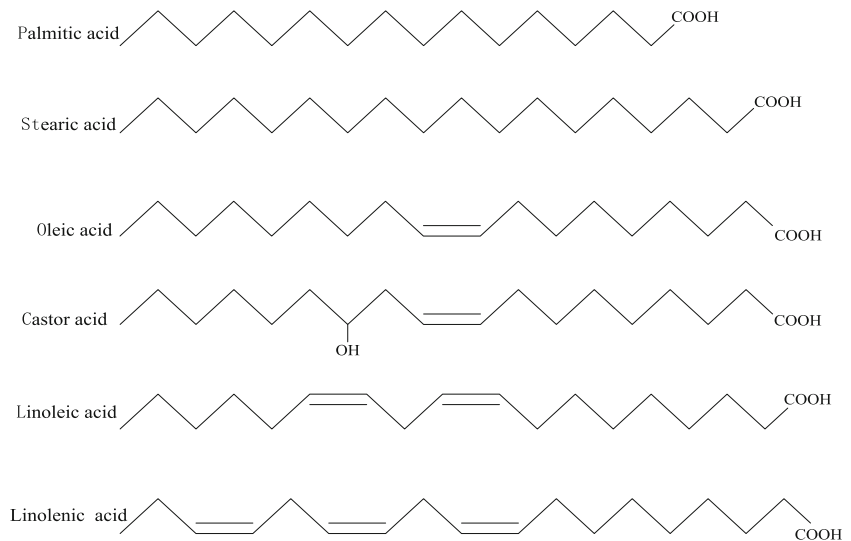 Palmitic acid
COOH
Stearic acid
COOH
Oleic acid
COOH
Castor acid
COOH
OH
Linoleic acid
COOH
Linolenic acid
COOH